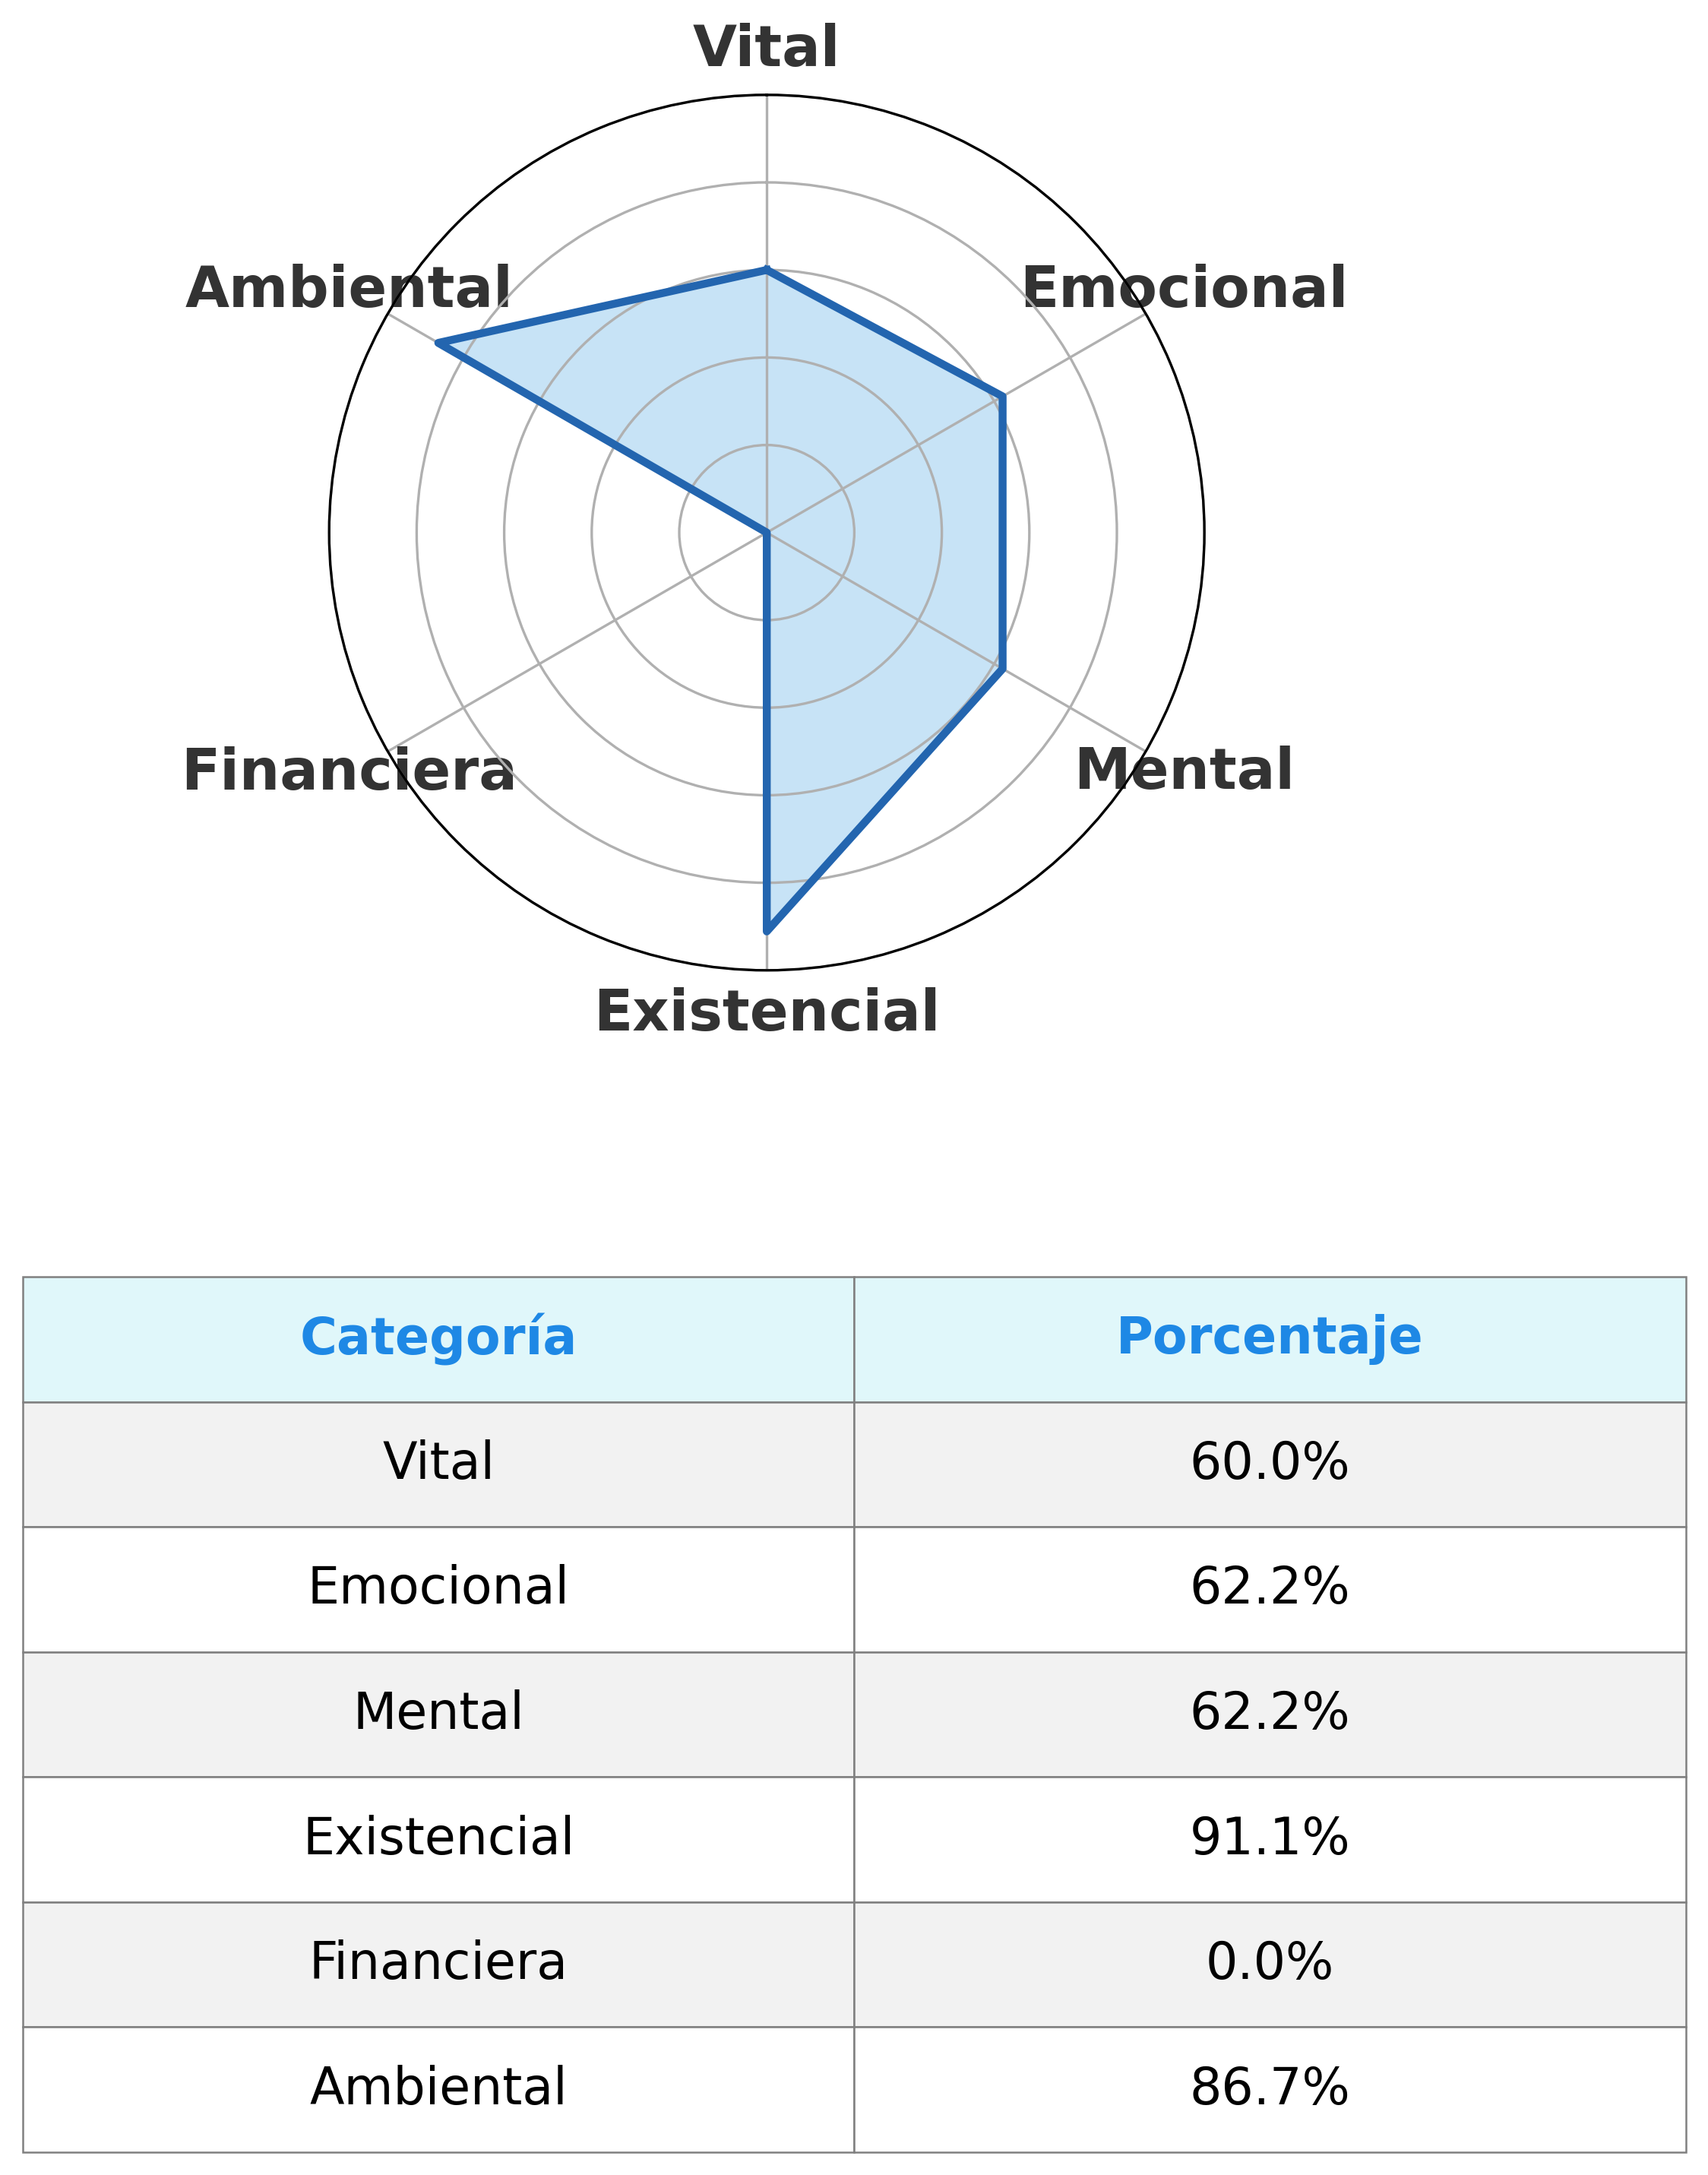 Vital
Ambiental
Emocional
Financiera
Mental
Existencial
Categoría Porcentaje
Vital 60.0%
Emocional 62.2%
Mental 62.2%
Existencial 91.1%
Financiera 0.0%
Ambiental 86.7%